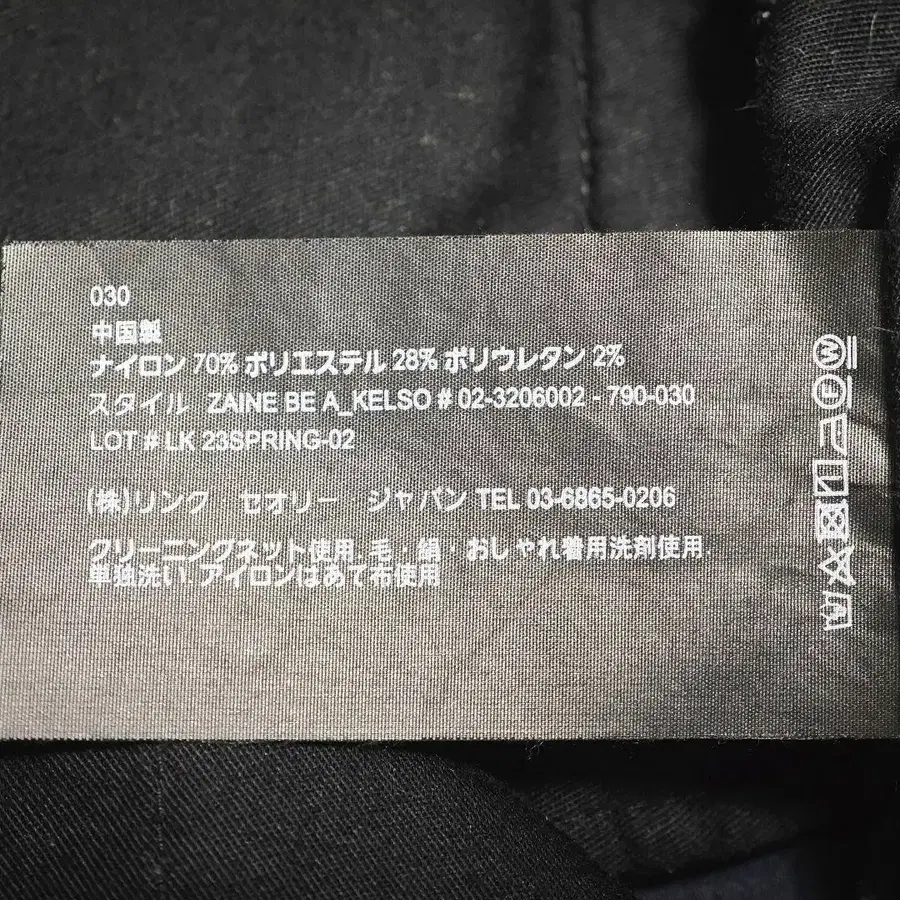 030
中国製
ナイロン 70% ポリエステル 28% ポリウレタン 2%
スタイル ZAINE BE A_KELSO # 02-3206002 - 790-030
LOT # LK 23SPRING-02
(株)リンク セオリー ジャパン TEL 03-6865-0206
クリーニングネット使用.毛・絹・おしゃれ着用洗剤使用.
単独洗い.アイロンはあて布使用